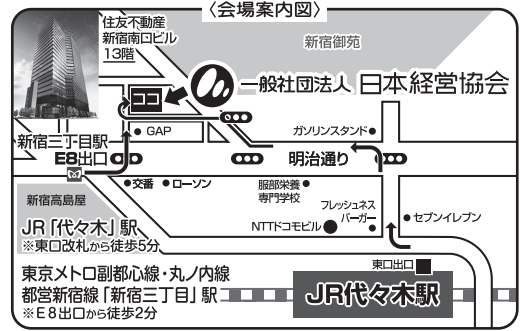 〈会場案内図〉
住友不動産
新宿南口ビル
13階
新宿御苑
ココ
一般社団法人 日本経営協会
GAP
ガソリンスタンド
新宿三丁目駅
E8出口
明治通り
交番
ローソン
服部栄養
専門学校
新宿高島屋
フレッシュネス
バーガー
NTTドコモビル
セブンイレブン
JR「代々木」駅
※東口改札から徒歩5分
東口出口
東京メトロ副都心線・丸ノ内線
都営新宿線「新宿三丁目」駅
※E8出口から徒歩2分
JR代々木駅